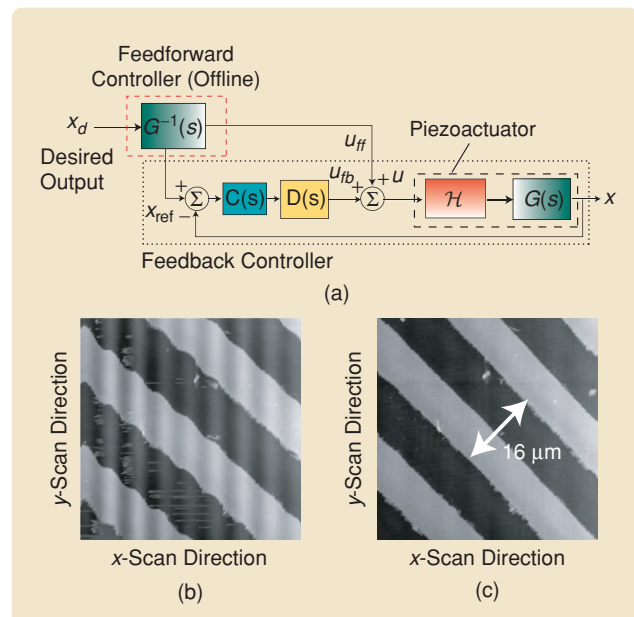 Feedforward
Controller (Offline)
x_d
G⁻¹(s)
Desired
Output
u_ff
Piezoactuator
x_ref
+
−
Σ
C(s)
D(s)
u_fb
+
+
Σ
u
ℋ
G(s)
x
Feedback Controller
(a)
y-Scan Direction
x-Scan Direction
(b)
y-Scan Direction
16 μm
x-Scan Direction
(c)